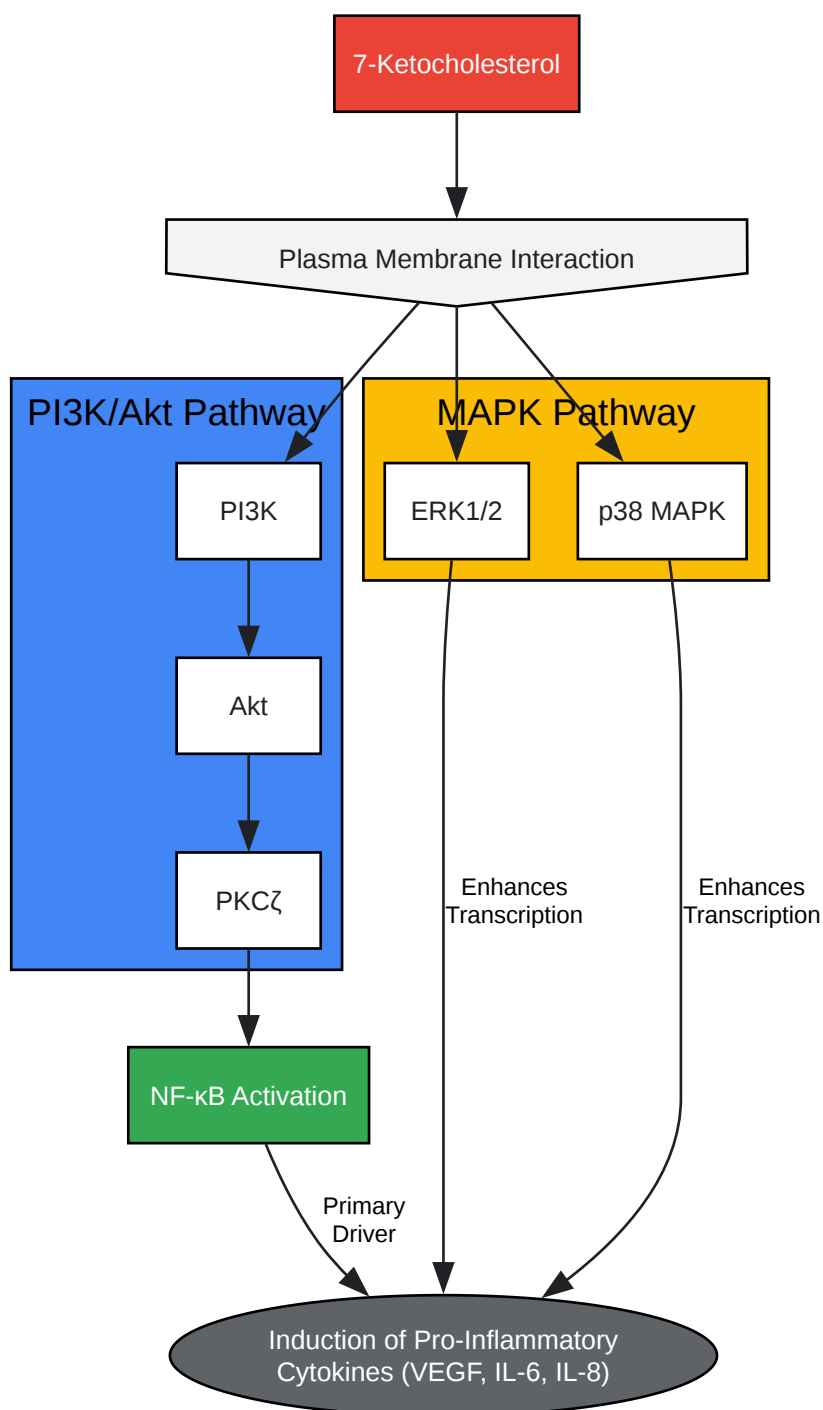 7-Ketocholesterol
Plasma Membrane Interaction
PI3K/Akt Pathway
MAPK Pathway
PI3K
ERK1/2
p38 MAPK
Akt
PKCζ
Enhances
Transcription
Enhances
Transcription
NF-κB Activation
Primary
Driver
Induction of Pro-Inflammatory
Cytokines (VEGF, IL-6, IL-8)